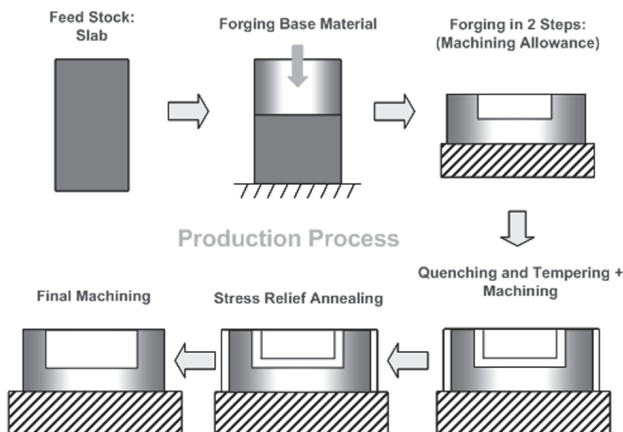 Feed Stock:
Slab
Forging Base Material
Forging in 2 Steps:
(Machining Allowance)
Production Process
Quenching and Tempering +
Machining
Stress Relief Annealing
Final Machining